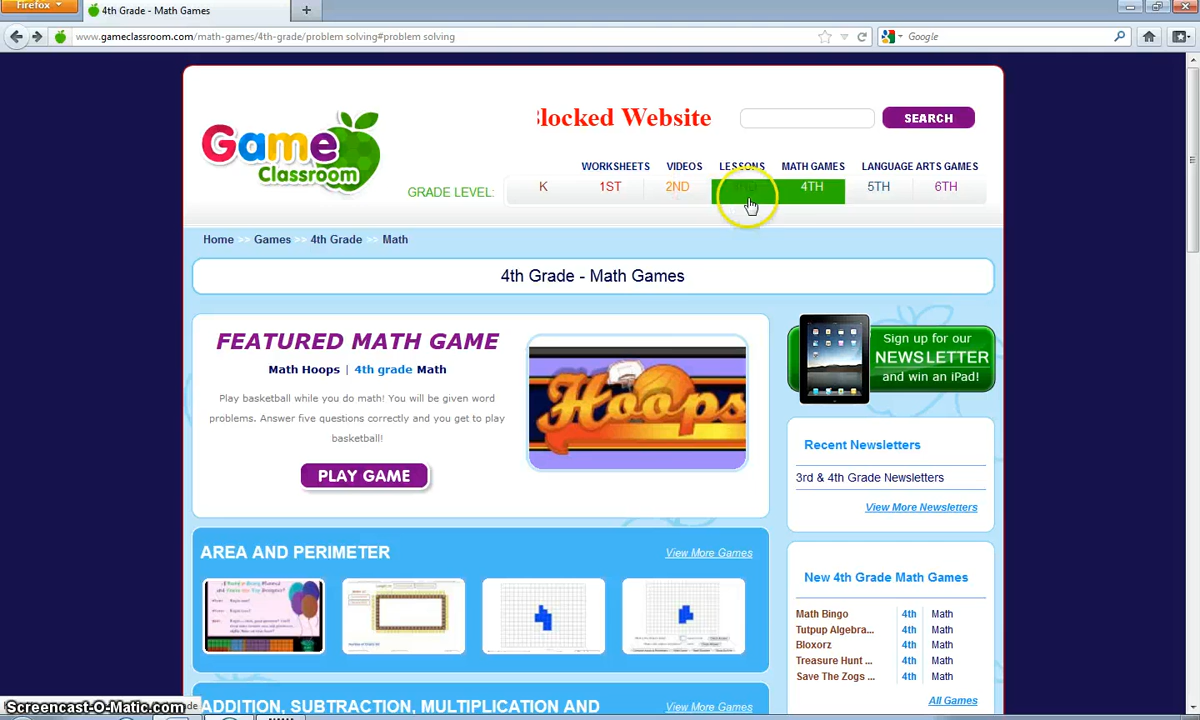 Firefox
4th Grade - Math Games
www.gameclassroom.com/math-games/4th-grade/problem solving#problem solving
Google
Game
Classroom
locked Website
SEARCH
WORKSHEETS VIDEOS LESSONS MATH GAMES LANGUAGE ARTS GAMES
GRADE LEVEL: K 1ST 2ND 4TH 5TH 6TH
Home >> Games >> 4th Grade >> Math
4th Grade - Math Games
FEATURED MATH GAME
Math Hoops | 4th grade Math
Play basketball while you do math! You will be given word
problems. Answer five questions correctly and you get to play
basketball!
PLAY GAME
Hoops
Sign up for our
NEWSLETTER
and win an iPad!
Recent Newsletters
3rd & 4th Grade Newsletters
View More Newsletters
AREA AND PERIMETER
View More Games
New 4th Grade Math Games
Math Bingo 4th Math
Tutpup Algebra... 4th Math
Bloxorz 4th Math
Treasure Hunt ... 4th Math
Save The Zogs ... 4th Math
All Games
ADDITION, SUBTRACTION, MULTIPLICATION AND
View More Games
Screencast-O-Matic.com